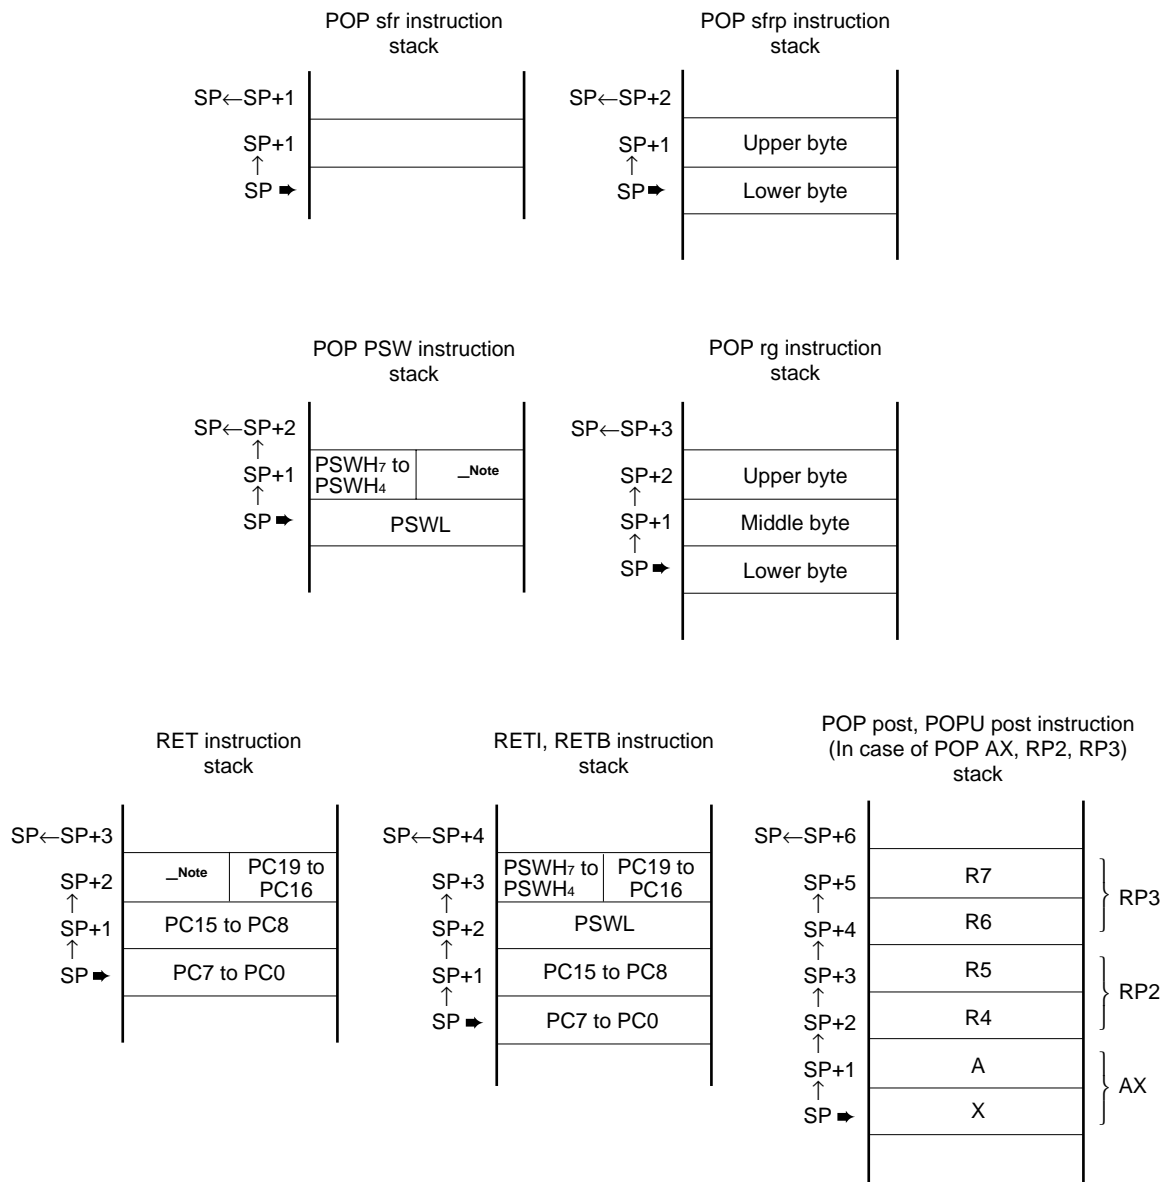 POP sfr instruction
stack
SP←SP+1
SP+1
↑
SP ➨
POP sfrp instruction
stack
SP←SP+2
SP+1
↑
SP ➨
Upper byte
Lower byte
POP PSW instruction
stack
SP←SP+2
↑
SP+1
↑
SP ➨
PSWH7 to
PSWH4
–Note
PSWL
POP rg instruction
stack
SP←SP+3
SP+2
↑
SP+1
↑
SP ➨
Upper byte
Middle byte
Lower byte
RET instruction
stack
SP←SP+3
SP+2
↑
SP+1
↑
SP ➨
–Note
PC19 to
PC16
PC15 to PC8
PC7 to PC0
RETI, RETB instruction
stack
SP←SP+4
SP+3
↑
SP+2
↑
SP+1
↑
SP ➨
PSWH7 to
PSWH4
PC19 to
PC16
PSWL
PC15 to PC8
PC7 to PC0
POP post, POPU post instruction
(In case of POP AX, RP2, RP3)
stack
SP←SP+6
SP+5
↑
SP+4
↑
SP+3
↑
SP+2
↑
SP+1
↑
SP ➨
R7
R6
R5
R4
A
X
RP3
RP2
AX